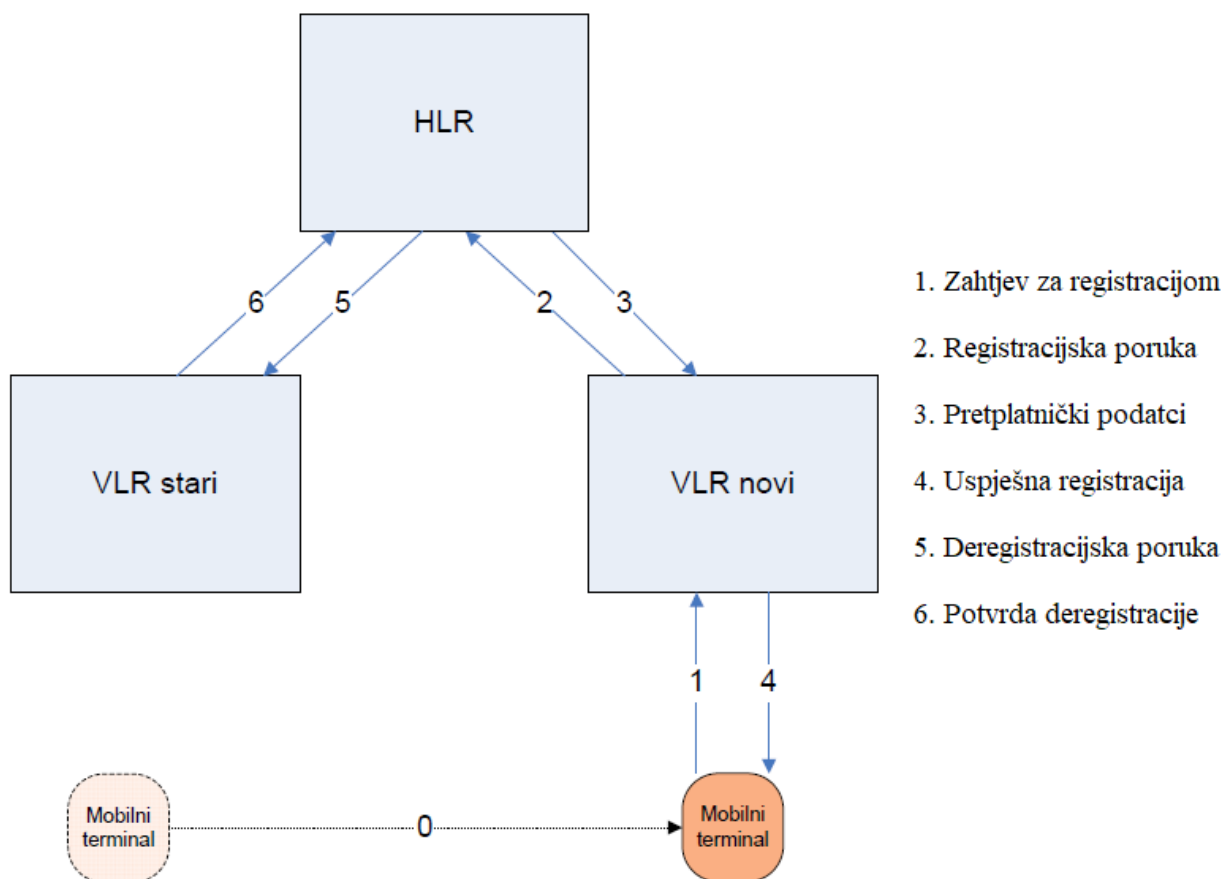 HLR
6
5
2
3
VLR stari
VLR novi
1. Zahtjev za registracijom
2. Registracijska poruka
3. Pretplatnički podatci
4. Uspješna registracija
5. Deregistracijska poruka
6. Potvrda deregistracije
1
4
Mobilni
terminal
0
Mobilni
terminal